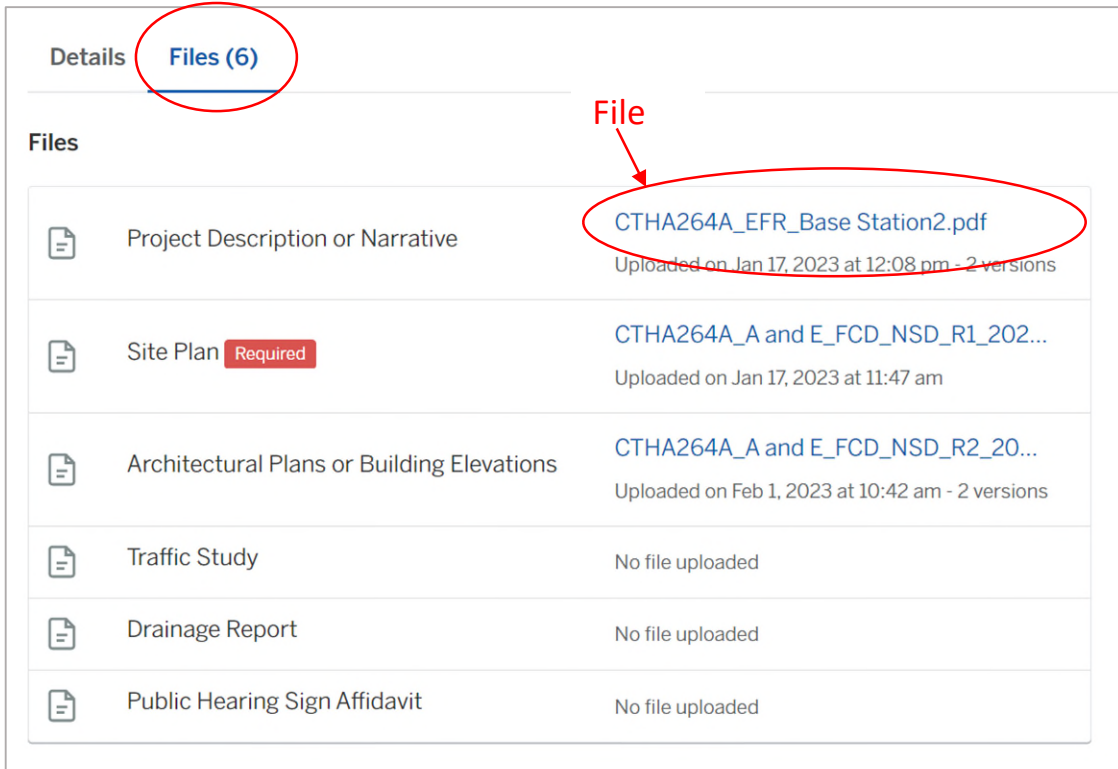 Details Files (6)
File
Files
Project Description or Narrative
CTHA264A_EFR_Base Station2.pdf
Uploaded on Jan 17, 2023 at 12:08 pm - 2 versions
Site Plan Required
CTHA264A_A and E_FCD_NSD_R1_202...
Uploaded on Jan 17, 2023 at 11:47 am
Architectural Plans or Building Elevations
CTHA264A_A and E_FCD_NSD_R2_20...
Uploaded on Feb 1, 2023 at 10:42 am - 2 versions
Traffic Study
No file uploaded
Drainage Report
No file uploaded
Public Hearing Sign Affidavit
No file uploaded